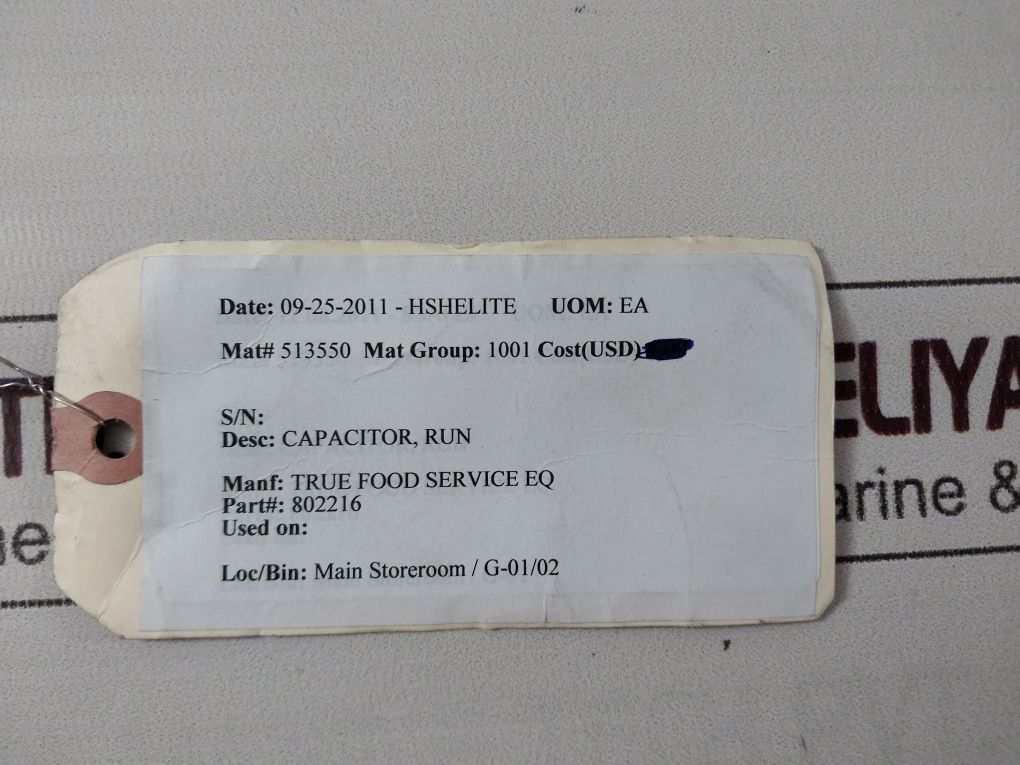 Date: 09-25-2011 - HSHELITE UOM: EA
Mat# 513550 Mat Group: 1001 Cost(USD)
S/N:
Desc: CAPACITOR, RUN
Manf: TRUE FOOD SERVICE EQ
Part#: 802216
Used on:
Loc/Bin: Main Storeroom / G-01/02
ELIYA
arine &